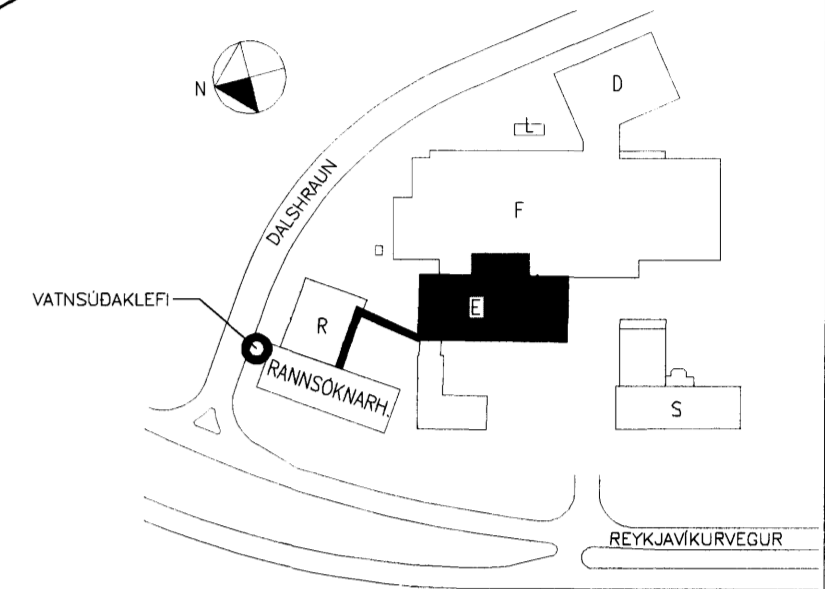 D
N
L
DALSHRAUN
F
VATNSÚÐAKLEFI
E
R
RANNSÓKNARH.
S
REYKJAVÍKURVEGUR